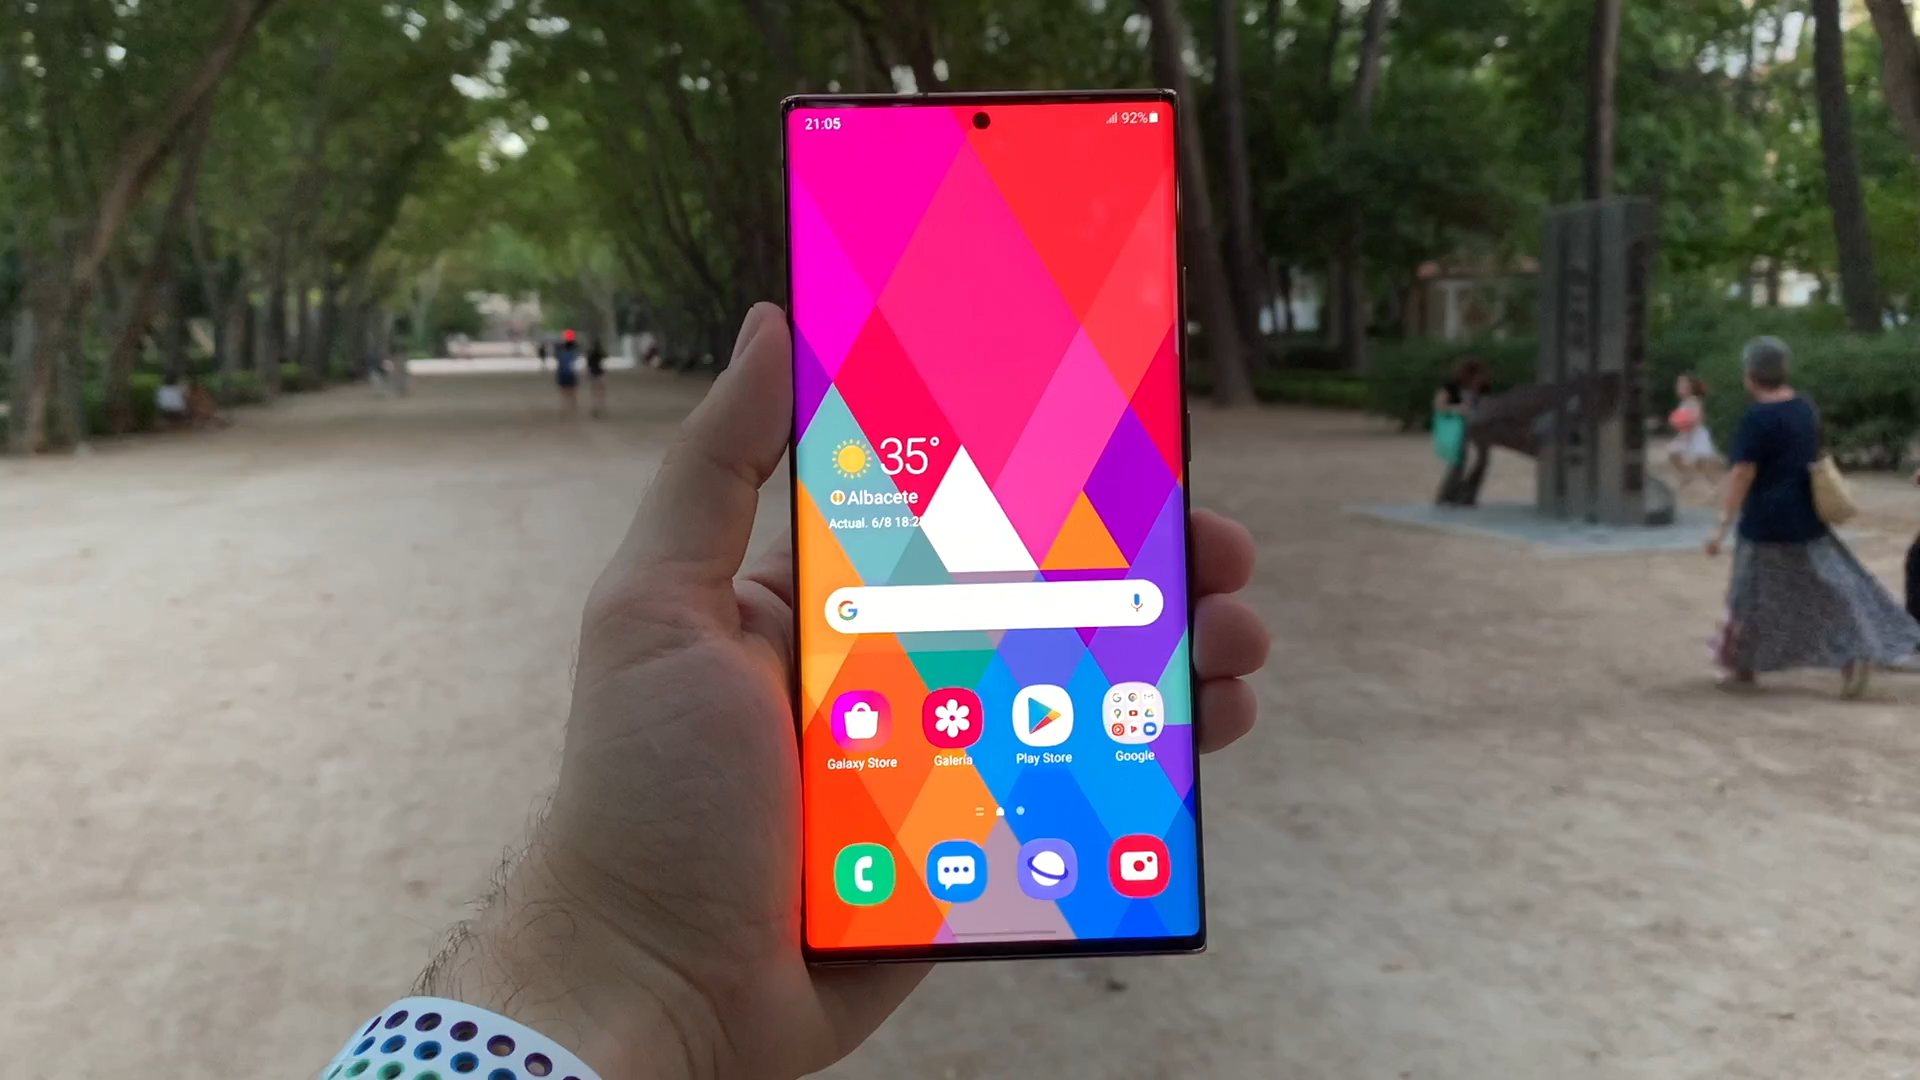 21:05
92%
35°
Albacete
Actual. 6/8 18:2
G
Galaxy Store
Galería
Play Store
Google